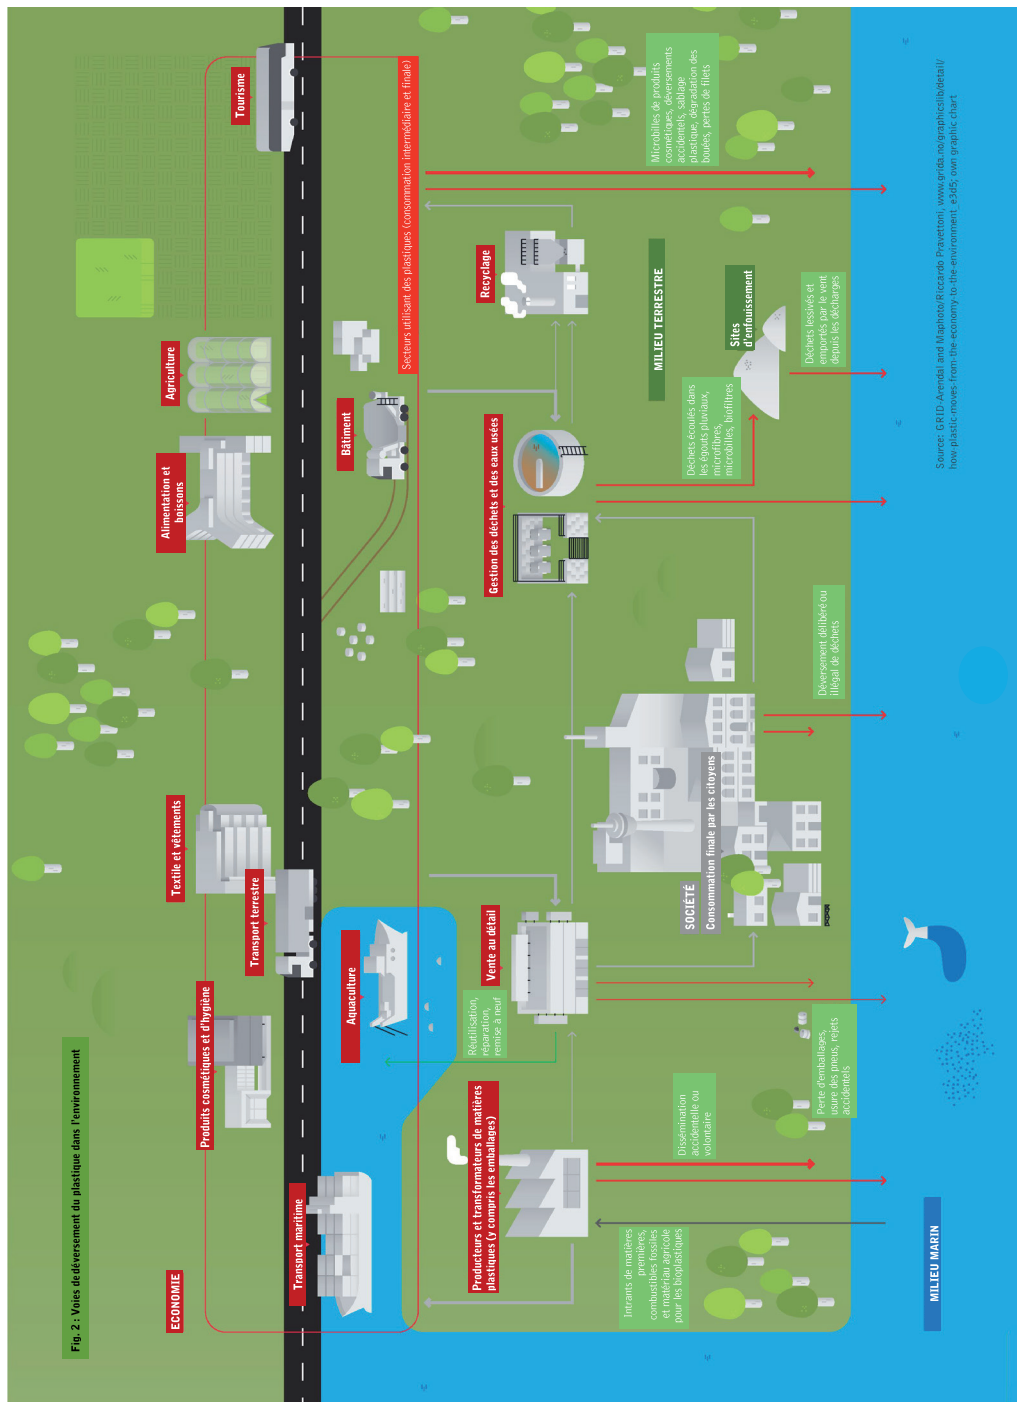 Fig. 2 : Voies dedéversement du plastique dans l'environnement
ECONOMIE
Produits cosmétiques et d'hygiène
Textile et vêtements
Alimentation et
boissons
Agriculture
Tourisme
Transport maritime
Transport terrestre
Aquaculture
Bâtiment
Secteurs utilisant des plastiques (consommation intermédiaire et finale)
Producteurs et transformateurs de matières
plastiques (y compris les emballages)
Réutilisation,
réparation,
remise à neuf
Vente au détail
Gestion des déchets et des eaux usées
Recyclage
Intrants de matières
premières,
combustibles fossiles
et matériau agricole
pour les bioplastiques
Dissémination
accidentelle ou
volontaire
SOCIÉTÉ
Consommation finale par les citoyens
Déchets écoulés dans
les égouts pluviaux,
microfibres,
microbilles, biofiltres
MILIEU TERRESTRE
Microbilles de produits
cosmétiques, déversements
accidentels, sablage
plastique, dégradation des
bouées, pertes de filets
Sites
d'enfouissement
Perte d'emballages,
usure des pneus, rejets
accidentels
Déversement délibéré ou
illégal de déchets
Déchets lessivés et
emportés par le vent
depuis les décharges
MILIEU MARIN
Source: GRID-Arendal and Maphoto/Riccardo Pravettoni, www.grida.no/graphicslib/detail/
how-plastic-moves-from-the-economy-to-the-environment_e3d5; own graphic chart